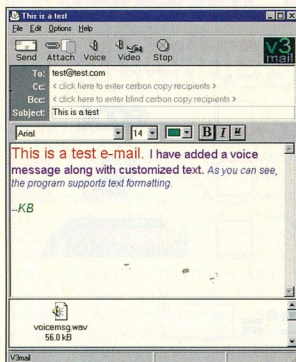 This is a test
File Edit Options Help
Send Attach Voice Video Stop
V3 mail
To: test@test.com
Cc: < click here to enter carbon copy recipients >
Bcc: < click here to enter blind carbon copy recipients >
Subject: This is a test
Arial 14 B I u
This is a test e-mail. I have added a voice
message along with customized text. As you can see,
the program supports text formatting.
--KB
voicemsg.wav
56.0 kB
V3mail